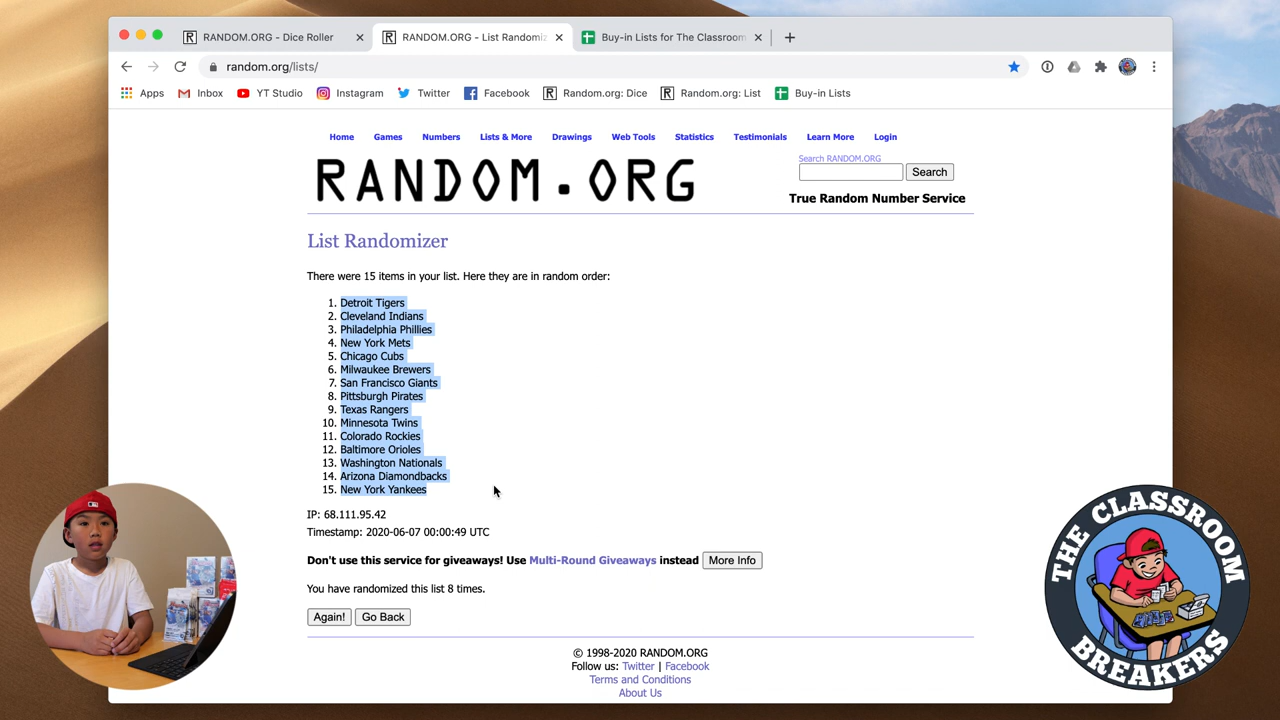 RANDOM.ORG - Dice Roller
RANDOM.ORG - List Randomiz
Buy-in Lists for The Classroom
random.org/lists/
Apps
Inbox
YT Studio
Instagram
Twitter
Facebook
Random.org: Dice
Random.org: List
Buy-in Lists
Home
Games
Numbers
Lists & More
Drawings
Web Tools
Statistics
Testimonials
Learn More
Login
RANDOM.ORG
Search RANDOM.ORG
Search
True Random Number Service
List Randomizer
There were 15 items in your list. Here they are in random order:
1. Detroit Tigers
2. Cleveland Indians
3. Philadelphia Phillies
4. New York Mets
5. Chicago Cubs
6. Milwaukee Brewers
7. San Francisco Giants
8. Pittsburgh Pirates
9. Texas Rangers
10. Minnesota Twins
11. Colorado Rockies
12. Baltimore Orioles
13. Washington Nationals
14. Arizona Diamondbacks
15. New York Yankees
IP: 68.111.95.42
Timestamp: 2020-06-07 00:00:49 UTC
Don't use this service for giveaways! Use Multi-Round Giveaways instead
More Info
You have randomized this list 8 times.
Again!
Go Back
© 1998-2020 RANDOM.ORG
Follow us: Twitter | Facebook
Terms and Conditions
About Us
THE CLASSROOM
BREAKERS